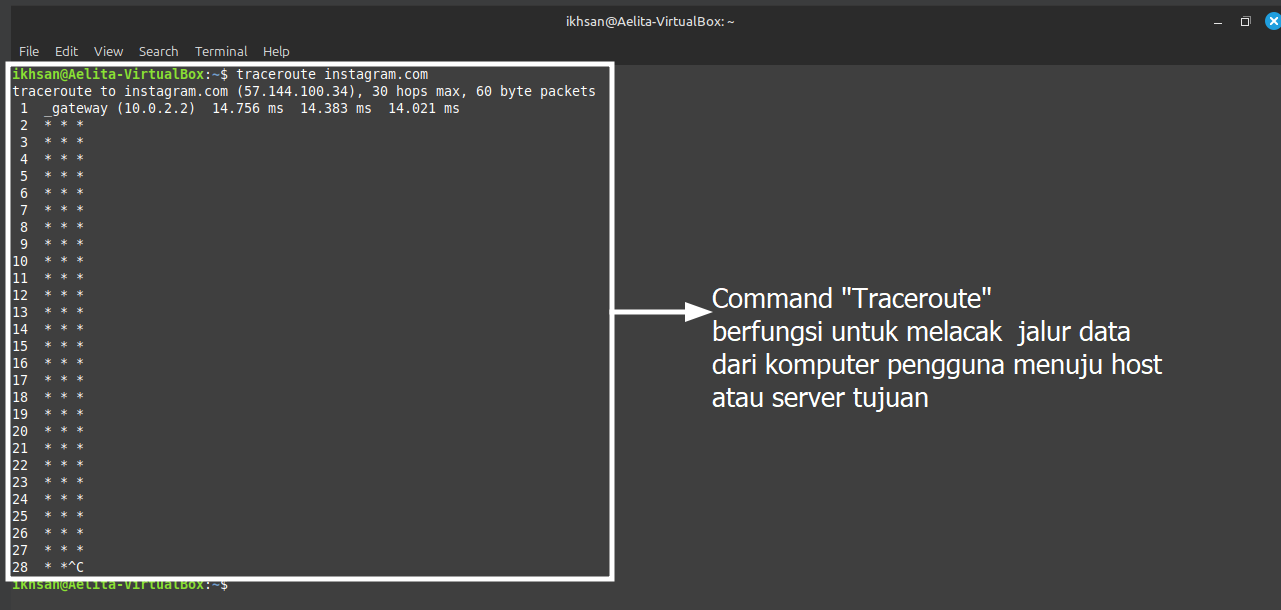 ikhsan@Aelita-VirtualBox: ~
File Edit View Search Terminal Help
ikhsan@Aelita-VirtualBox:~$ traceroute instagram.com
traceroute to instagram.com (57.144.100.34), 30 hops max, 60 byte packets
1 _gateway (10.0.2.2) 14.756 ms 14.383 ms 14.021 ms
2 * * *
3 * * *
4 * * *
5 * * *
6 * * *
7 * * *
8 * * *
9 * * *
10 * * *
11 * * *
12 * * *
13 * * *
14 * * *
15 * * *
16 * * *
17 * * *
18 * * *
19 * * *
20 * * *
21 * * *
22 * * *
23 * * *
24 * * *
25 * * *
26 * * *
27 * * *
28 * *^C
ikhsan@Aelita-VirtualBox:~$
Command "Traceroute"
berfungsi untuk melacak jalur data
dari komputer pengguna menuju host
atau server tujuan